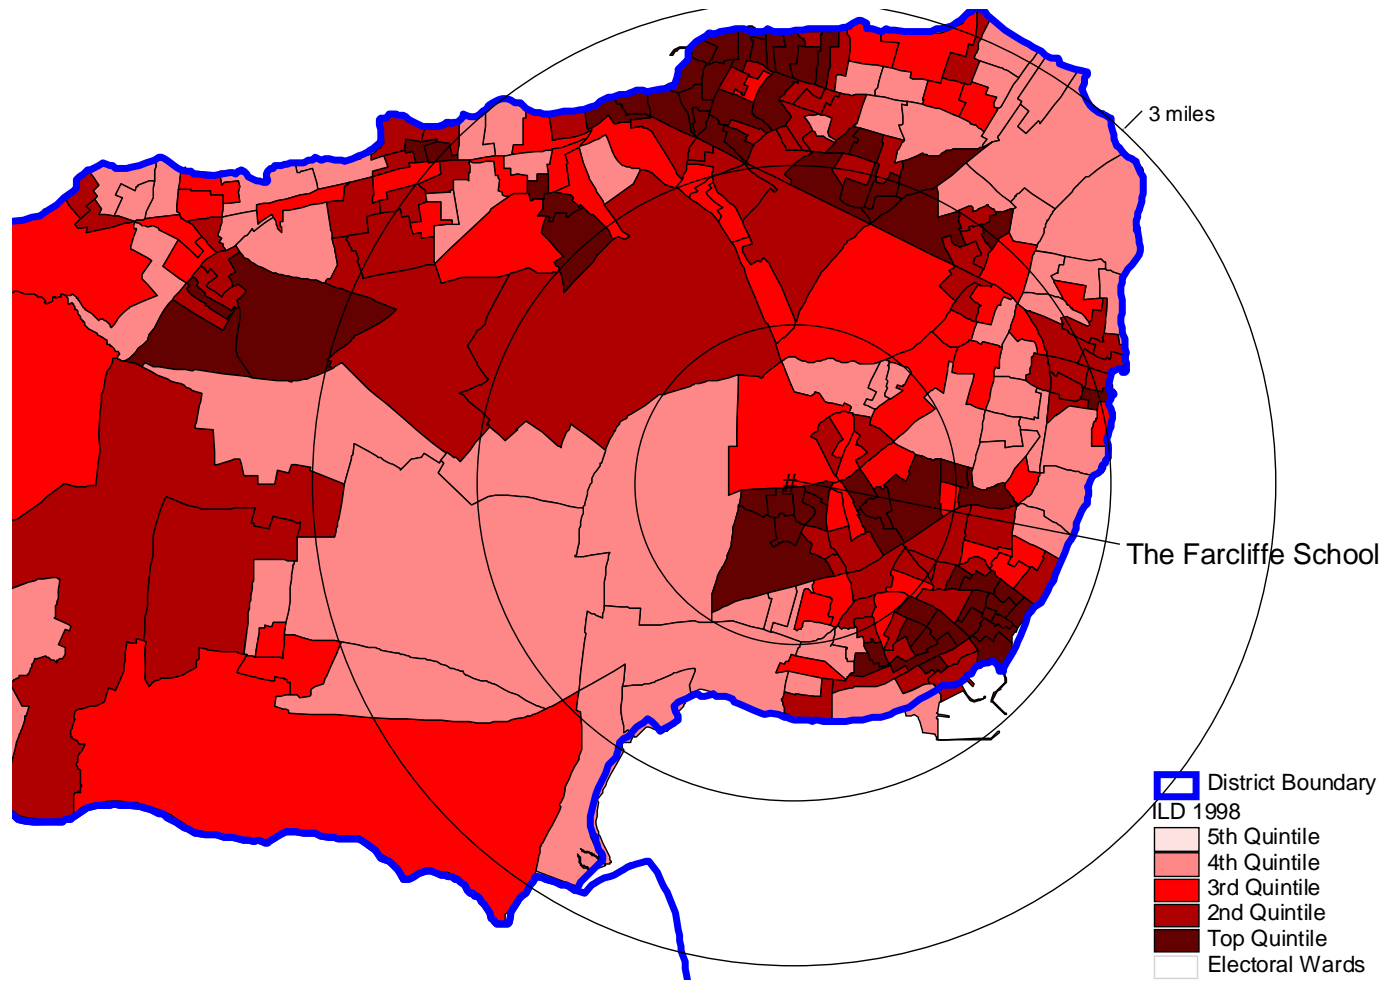 3 miles
#
The Farcliffe School
District Boundary
ILD 1998
5th Quintile
4th Quintile
3rd Quintile
2nd Quintile
Top Quintile
Electoral Wards